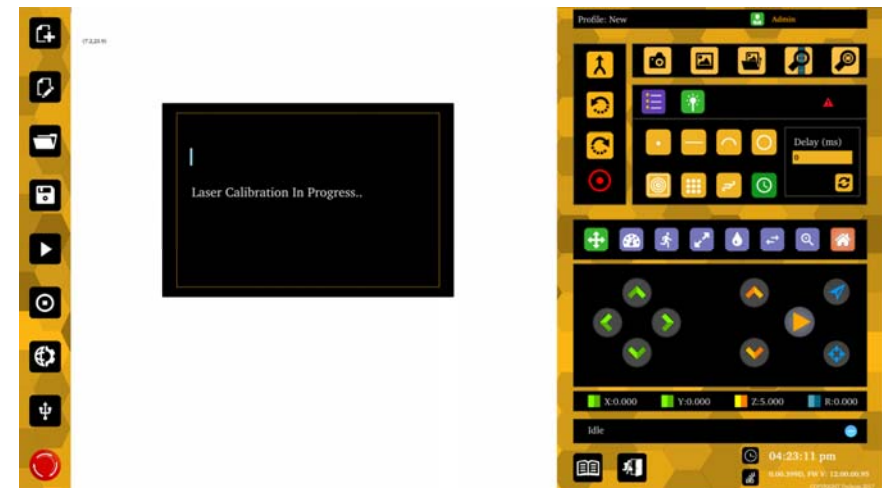 Profile: New
Admin
Delay (ms)
0
Laser Calibration In Progress..
X:0.000
Y:0.000
Z:5.000
R:0.000
Idle
04:23:11 pm